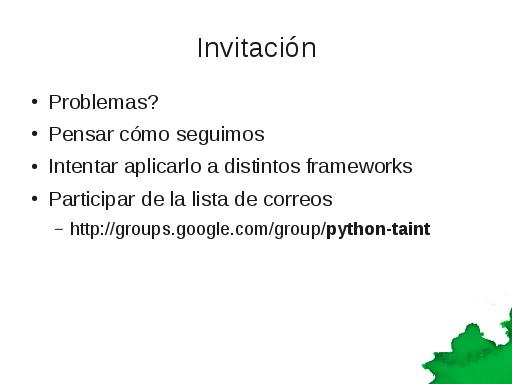 Invitación
• Problemas?
• Pensar cómo seguimos
• Intentar aplicarlo a distintos frameworks
• Participar de la lista de correos
– http://groups.google.com/group/python-taint